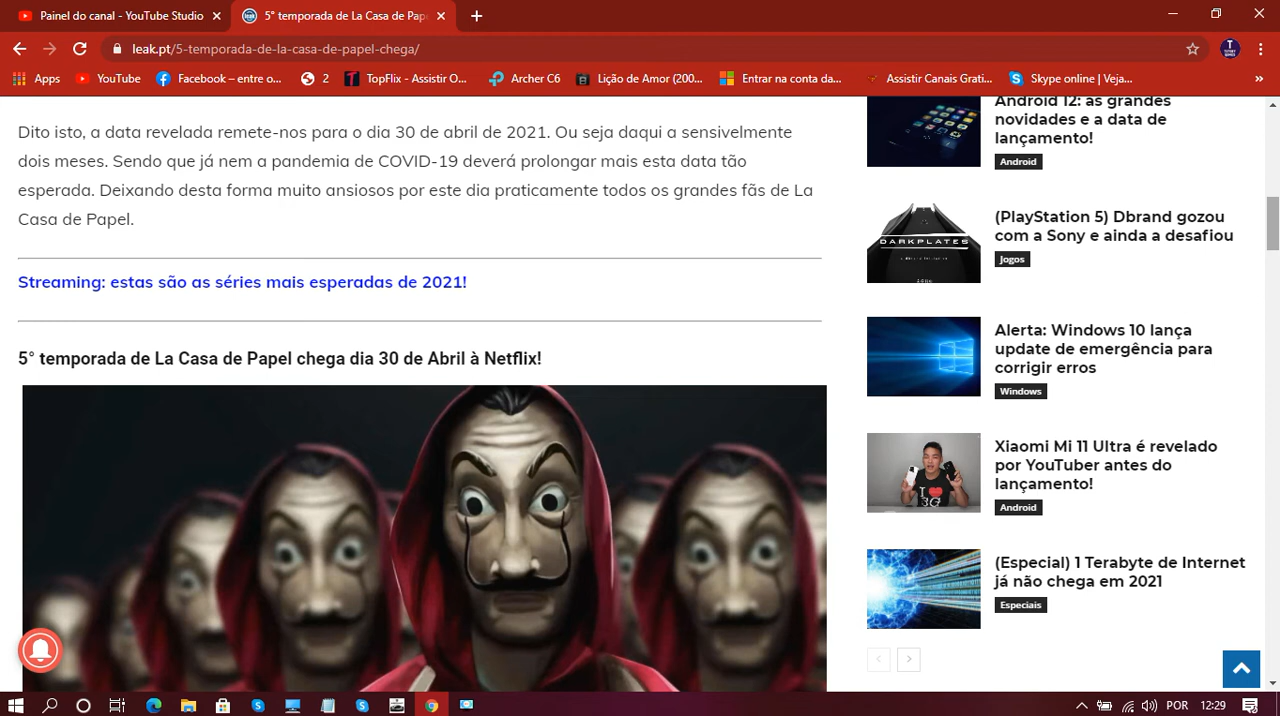 Painel do canal - YouTube
5° temporada de La Casa de Pap
leak.pt/5-temporada-de-la-casa-de-papel-chega/
Apps
YouTube
Facebook – entre o...
2
TopFlix - Assistir O...
Archer C6
Lição de Amor (200...
Entrar na conta da...
Assistir Canais Grati...
Skype online | Veja...
»
Dito isto, a data revelada remete-nos para o dia 30 de abril de 2021. Ou seja daqui a sensivelmente
dois meses. Sendo que já nem a pandemia de COVID-19 deverá prolongar mais esta data tão
esperada. Deixando desta forma muito ansiosos por este dia praticamente todos os grandes fãs de La
Casa de Papel.
Streaming: estas são as séries mais esperadas de 2021!
5° temporada de La Casa de Papel chega dia 30 de Abril à Netflix!
Android 12: as grandes
novidades e a data de
lançamento!
Android
DARKPLATES
(PlayStation 5) Dbrand gozou
com a Sony e ainda a desafiou
Jogos
Alerta: Windows 10 lança
update de emergência para
corrigir erros
Windows
Xiaomi Mi 11 Ultra é revelado
por YouTuber antes do
lançamento!
Android
(Especial) 1 Terabyte de Internet
já não chega em 2021
Especiais
POR
12:29